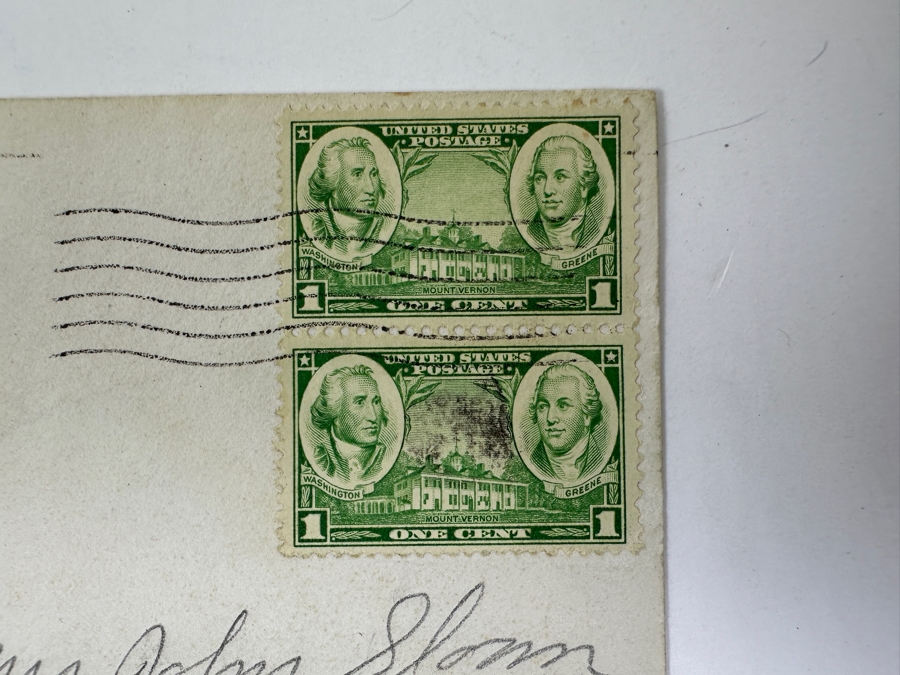 UNITED STATES
POSTAGE
WASHINGTON
GREENE
MOUNT VERNON
1 ONE CENT 1
UNITED STATES
POSTAGE
WASHINGTON
GREENE
MOUNT VERNON
1 ONE CENT 1
John Sloan